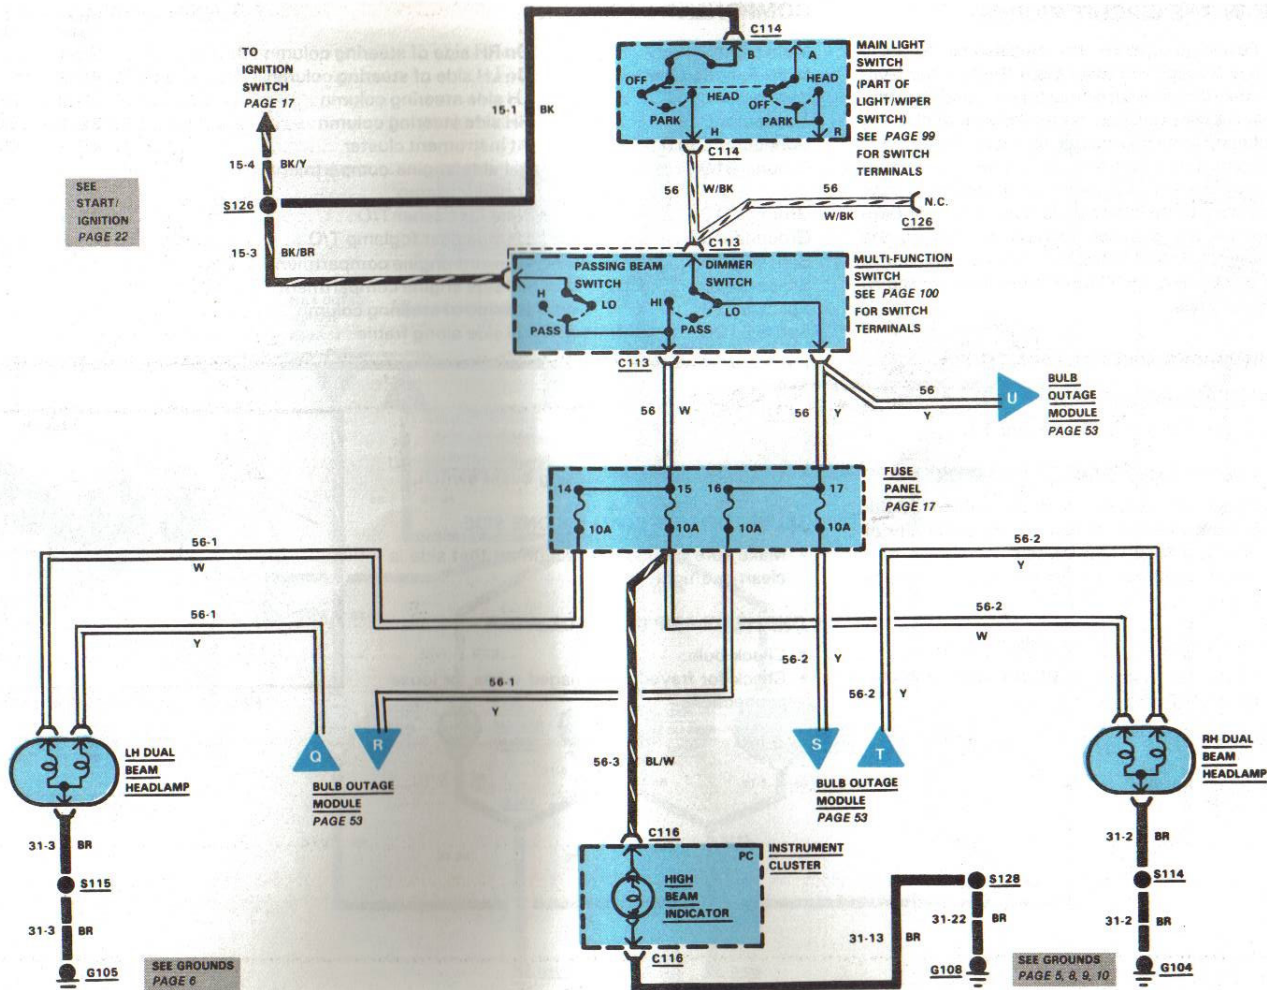 C114
TO
IGNITION
SWITCH
PAGE 17
15-1 BK
B A
OFF HEAD HEAD
OFF
PARK PARK
H R
MAIN LIGHT
SWITCH
(PART OF
LIGHT/WIPER
SWITCH)
SEE PAGE 99
FOR SWITCH
TERMINALS
C114
15-4 BK/Y
SEE
START/
IGNITION
PAGE 22
S126
56 W/BK
56
W/BK
N.C.
C126
15-3 BK/BR
C113
PASSING BEAM
SWITCH
H LO
PASS
DIMMER
SWITCH
HI LO
PASS
MULTI-FUNCTION
SWITCH
SEE PAGE 100
FOR SWITCH
TERMINALS
C113
56 W
56 Y
56
Y
U
BULB
OUTAGE
MODULE
PAGE 53
14 15 16 17
10A 10A 10A 10A
FUSE
PANEL
PAGE 17
56-1
W
56-2
Y
56-1
Y
56-2
W
56-1
Y
56-2 Y
56-2 Y
LH DUAL
BEAM
HEADLAMP
Q R
BULB OUTAGE
MODULE
PAGE 53
56-3 BL/W
S T
BULB OUTAGE
MODULE
PAGE 53
RH DUAL
BEAM
HEADLAMP
31-3 BR
S115
31-3 BR
G105
SEE GROUNDS
PAGE 6
C116
PC
INSTRUMENT
CLUSTER
HIGH
BEAM
INDICATOR
C116
31-13 BR
S128
31-22 BR
G108
SEE GROUNDS
PAGE 5, 8, 9, 10
31-2 BR
S114
31-2 BR
G104